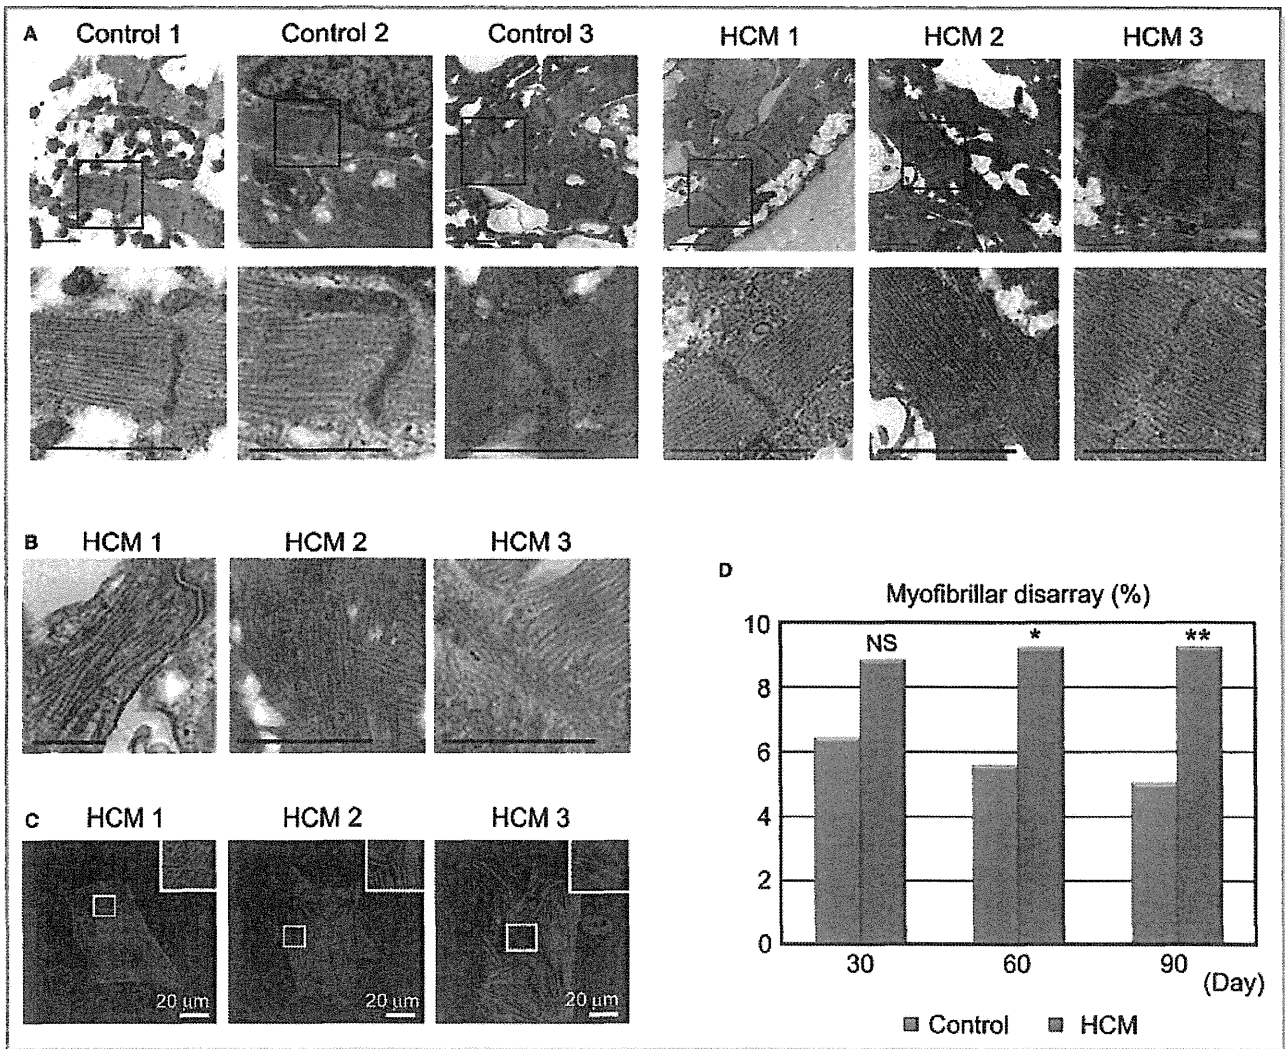 A
Control 1
Control 2
Control 3
HCM 1
HCM 2
HCM 3
B
HCM 1
HCM 2
HCM 3
C
HCM 1
HCM 2
HCM 3
20 µm
20 µm
20 µm
D
Myofibrillar disarray (%)
10
8
6
4
2
0
NS
*
**
30
60
90
(Day)
Control
HCM